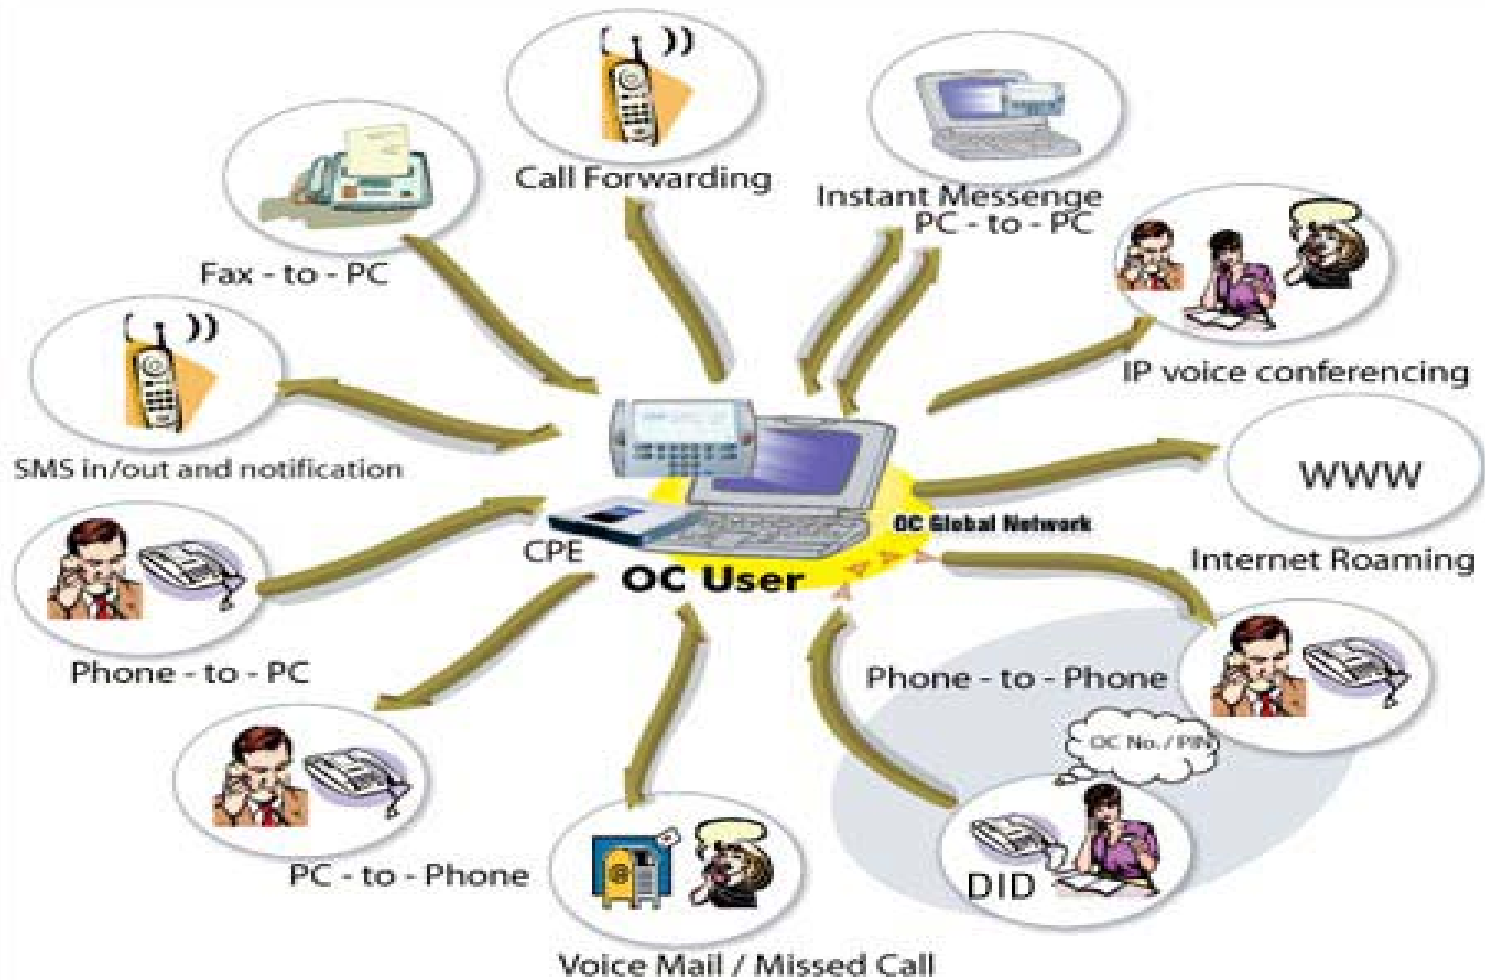 Call Forwarding
Instant Messenge
PC - to - PC
Fax - to - PC
IP voice conferencing
SMS in/out and notification
WWW
Internet Roaming
OC Global Network
CPE
OC User
Phone - to - PC
Phone - to - Phone
OC No. / PIN
PC - to - Phone
DID
Voice Mail / Missed Call